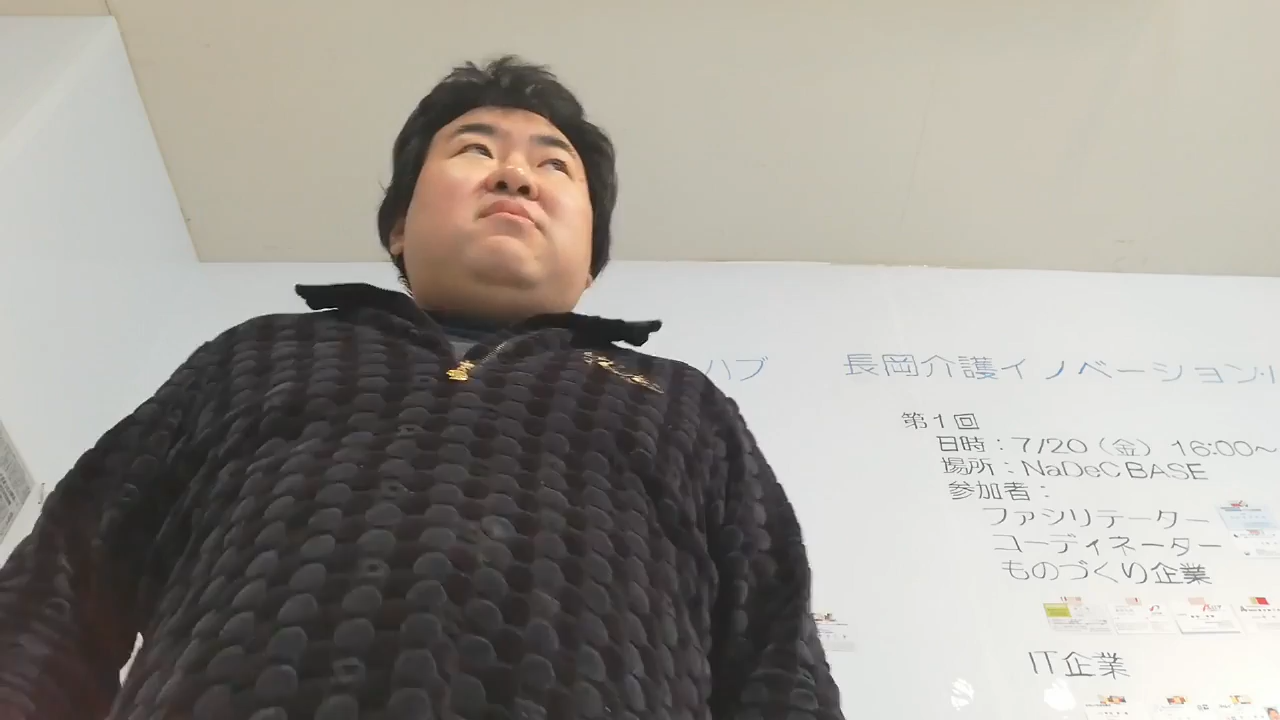 ハブ 長岡介護イノベーション・
第1回
日時：7/20（金） 16:00～
場所：NaDeC BASE
参加者：
ファシリテーター
コーディネーター
ものづくり企業
IT企業